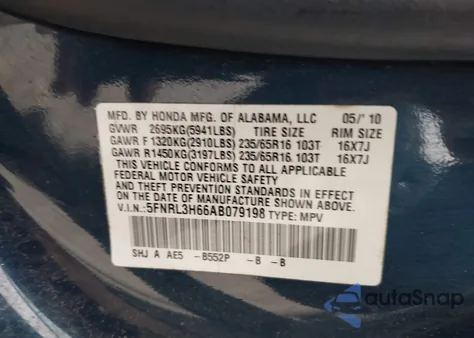 MFD. BY HONDA MFG. OF ALABAMA, LLC 05/'10
GVWR 2695KG(5941LBS) TIRE SIZE RIM SIZE
GAWR F 1320KG(2910LBS) 235/65R16 103T 16X7J
GAWR R1450KG(3197LBS) 235/65R16 103T 16X7J
THIS VEHICLE CONFORMS TO ALL APPLICABLE
FEDERAL MOTOR VEHICLE SAFETY
AND THEFT PREVENTION STANDARDS IN EFFECT
ON THE DATE OF MANUFACTURE SHOWN ABOVE.
V.I.N.: 5FNRL3H66AB079198 TYPE: MPV
SHJ A AE5 -B552P -B -B
autoSnap